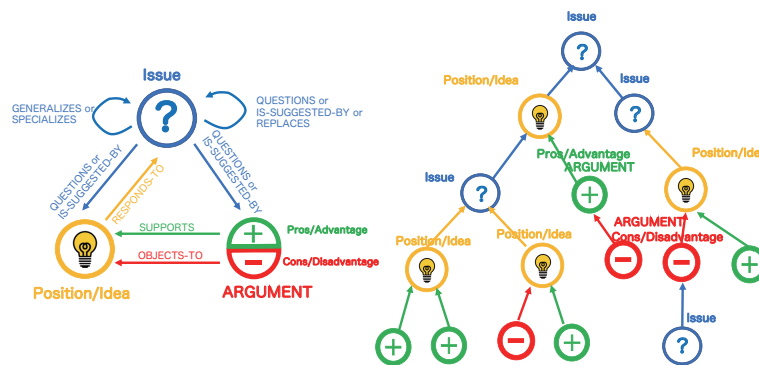 Issue
?
GENERALIZES or
SPECIALIZES
QUESTIONS or
IS-SUGGESTED-BY or
REPLACES
QUESTIONS or
IS-SUGGESTED-BY
RESPONDS-TO
QUESTIONS or
IS-SUGGESTED-BY
SUPPORTS
OBJECTS-TO
+
−
Pros/Advantage
Cons/Disadvantage
Position/Idea
ARGUMENT
Issue
?
Position/Idea
Issue
?
Pros/Advantage
ARGUMENT
Position/Ide
Issue
?
+
ARGUMENT
Cons/Disadvantage
Position/Idea
Position/Idea
−
−
+
Issue
+
+
−
+
?